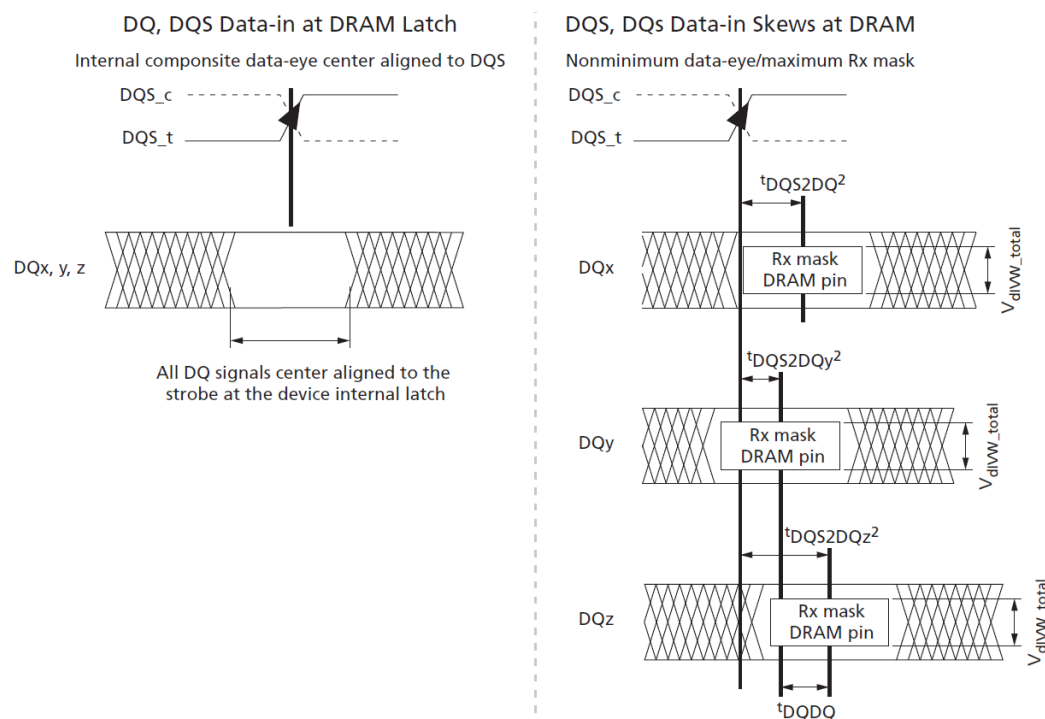 DQ, DQS Data-in at DRAM Latch
Internal componsite data-eye center aligned to DQS
DQS_c
DQS_t
DQx, y, z
All DQ signals center aligned to the
strobe at the device internal latch
DQS, DQs Data-in Skews at DRAM
Nonminimum data-eye/maximum Rx mask
DQS_c
DQS_t
tDQS2DQ2
DQx
Rx mask
DRAM pin
VdIVW_total
tDQS2DQy2
DQy
Rx mask
DRAM pin
VdIVW_total
tDQS2DQz2
DQz
Rx mask
DRAM pin
VdIVW_total
tDQDQ